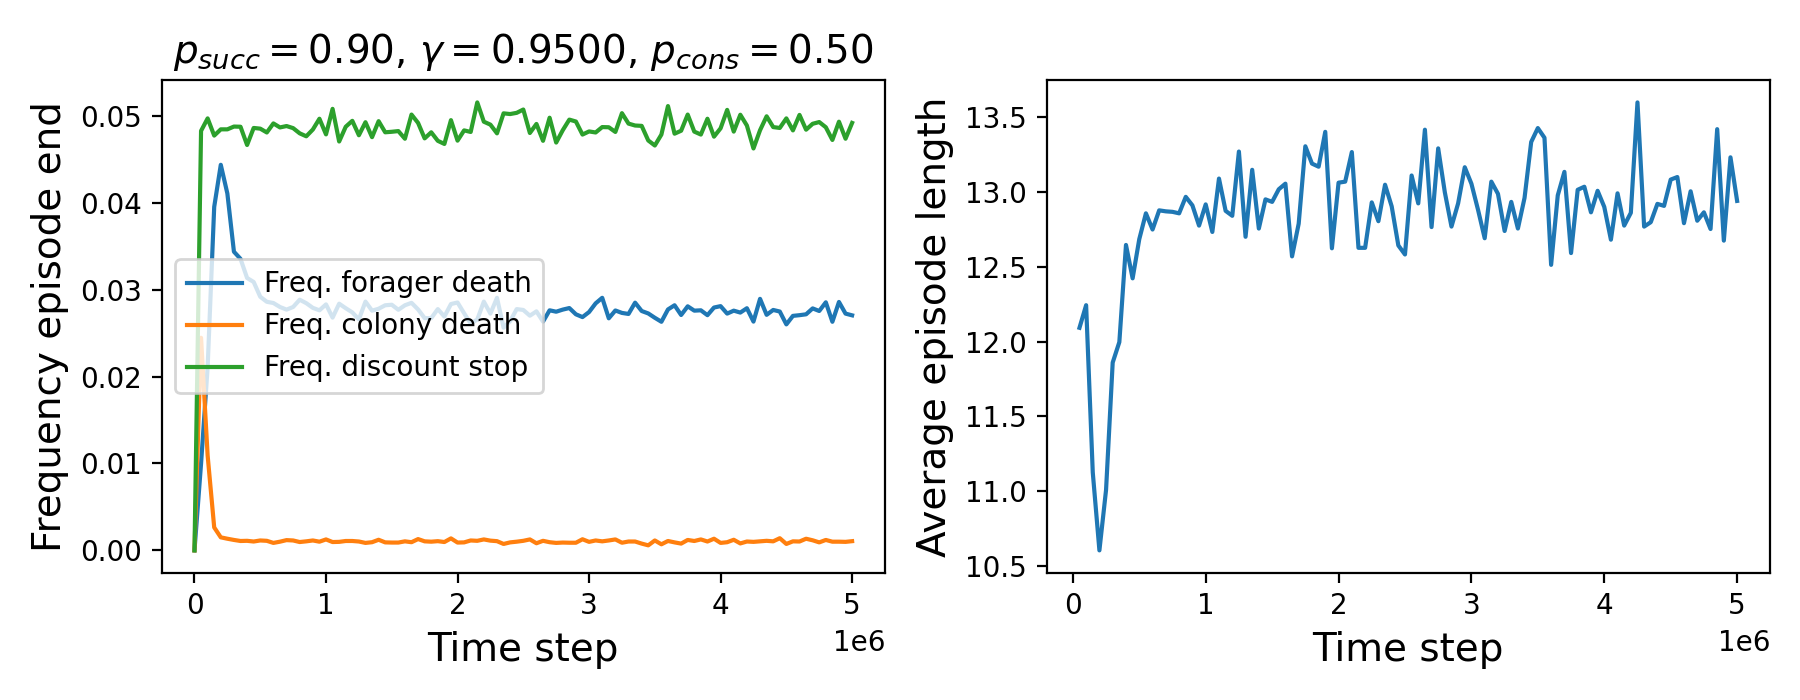 p_succ = 0.90, γ = 0.9500, p_cons = 0.50
Frequency episode end
0.05
0.04
0.03
0.02
0.01
0.00
Freq. forager death
Freq. colony death
Freq. discount stop
0 1 2 3 4 5
1e6
Time step
Average episode length
13.5
13.0
12.5
12.0
11.5
11.0
10.5
0 1 2 3 4 5
1e6
Time step